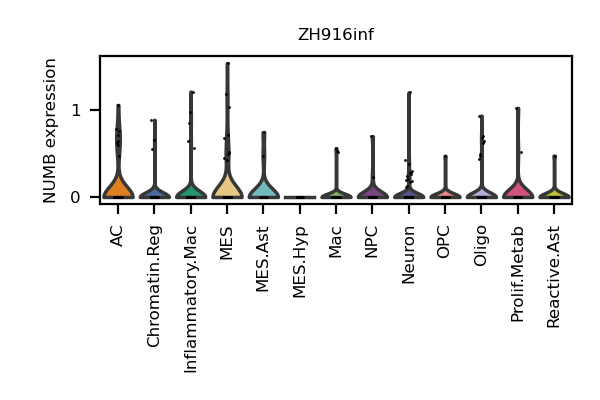 ZH916inf
NUMB expression
1
0
AC
Chromatin.Reg
Inflammatory.Mac
MES
MES.Ast
MES.Hyp
Mac
NPC
Neuron
OPC
Oligo
Prolif.Metab
Reactive.Ast